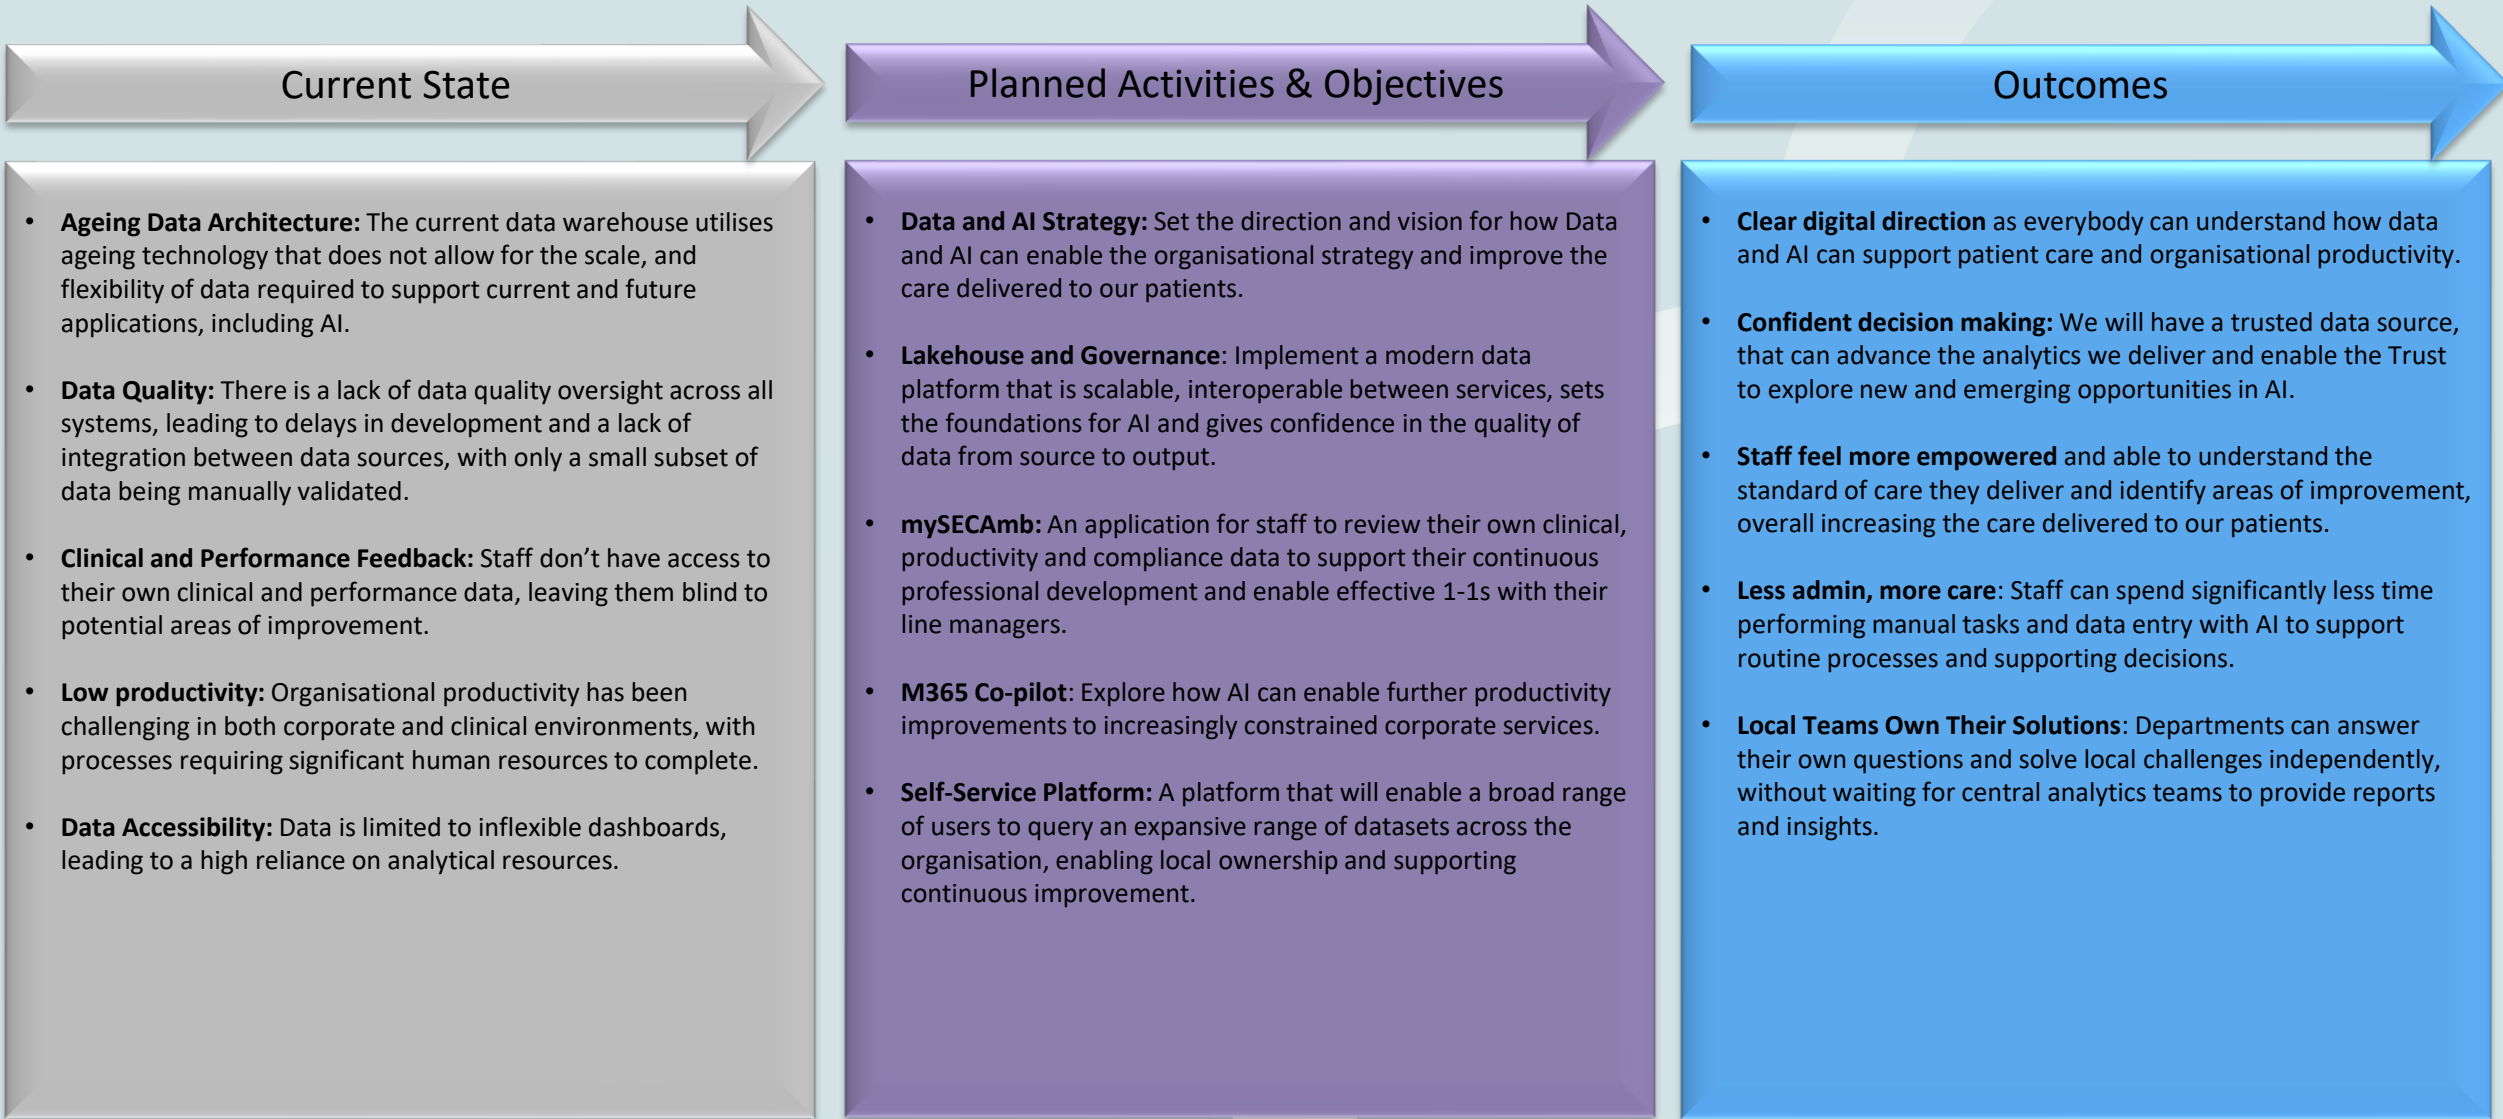 Current State
• Ageing Data Architecture: The current data warehouse utilises
ageing technology that does not allow for the scale, and
flexibility of data required to support current and future
applications, including AI.
• Data Quality: There is a lack of data quality oversight across all
systems, leading to delays in development and a lack of
integration between data sources, with only a small subset of
data being manually validated.
• Clinical and Performance Feedback: Staff don’t have access to
their own clinical and performance data, leaving them blind to
potential areas of improvement.
• Low productivity: Organisational productivity has been
challenging in both corporate and clinical environments, with
processes requiring significant human resources to complete.
• Data Accessibility: Data is limited to inflexible dashboards,
leading to a high reliance on analytical resources.
Planned Activities & Objectives
• Data and AI Strategy: Set the direction and vision for how Data
and AI can enable the organisational strategy and improve the
care delivered to our patients.
• Lakehouse and Governance: Implement a modern data
platform that is scalable, interoperable between services, sets
the foundations for AI and gives confidence in the quality of
data from source to output.
• mySECAmb: An application for staff to review their own clinical,
productivity and compliance data to support their continuous
professional development and enable effective 1-1s with their
line managers.
• M365 Co-pilot: Explore how AI can enable further productivity
improvements to increasingly constrained corporate services.
• Self-Service Platform: A platform that will enable a broad range
of users to query an expansive range of datasets across the
organisation, enabling local ownership and supporting
continuous improvement.
Outcomes
• Clear digital direction as everybody can understand how data
and AI can support patient care and organisational productivity.
• Confident decision making: We will have a trusted data source,
that can advance the analytics we deliver and enable the Trust
to explore new and emerging opportunities in AI.
• Staff feel more empowered and able to understand the
standard of care they deliver and identify areas of improvement,
overall increasing the care delivered to our patients.
• Less admin, more care: Staff can spend significantly less time
performing manual tasks and data entry with AI to support
routine processes and supporting decisions.
• Local Teams Own Their Solutions: Departments can answer
their own questions and solve local challenges independently,
without waiting for central analytics teams to provide reports
and insights.